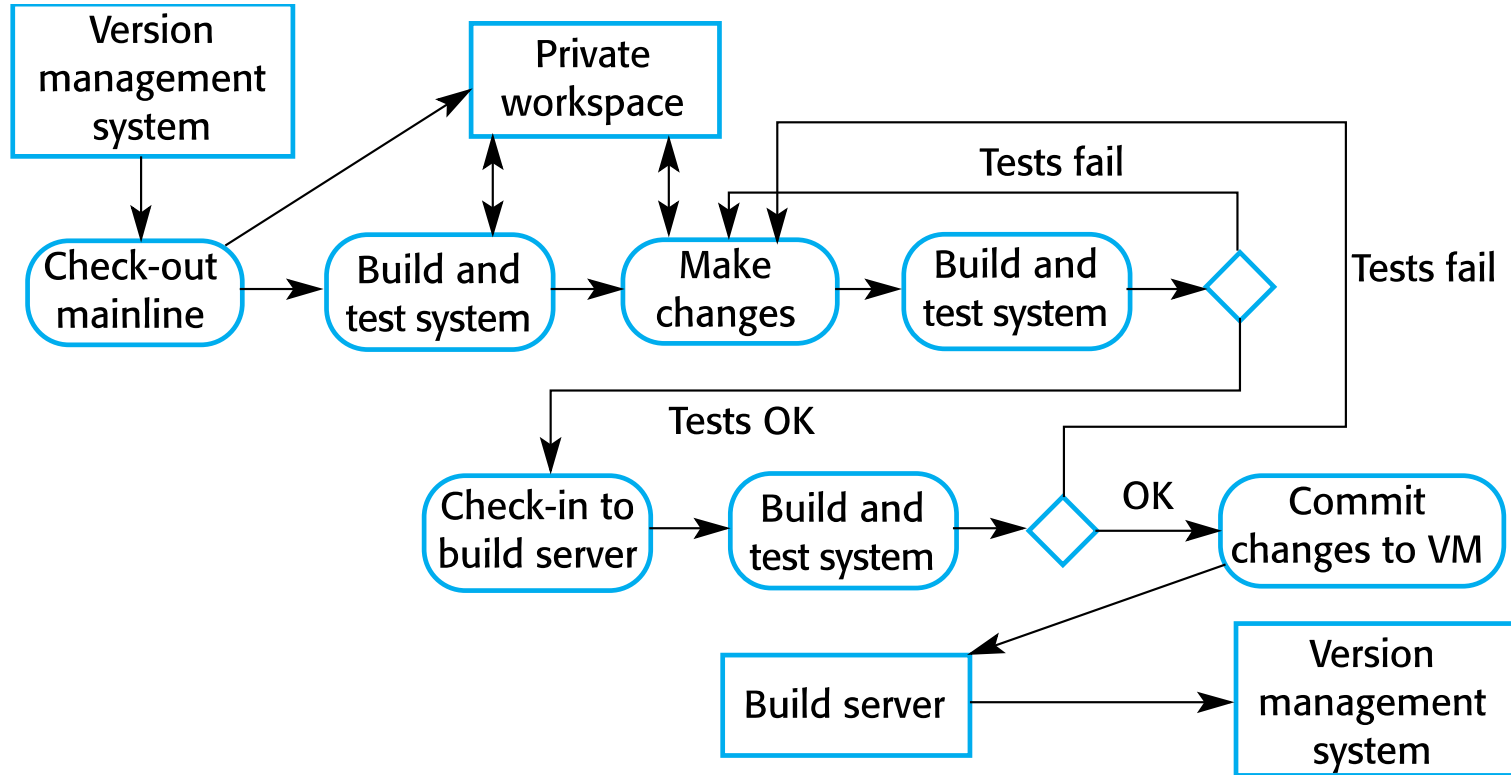 Version
management
system
Private
workspace
Tests fail
Check-out
mainline
Build and
test system
Make
changes
Build and
test system
Tests fail
Tests OK
Check-in to
build server
Build and
test system
OK
Commit
changes to VM
Build server
Version
management
system